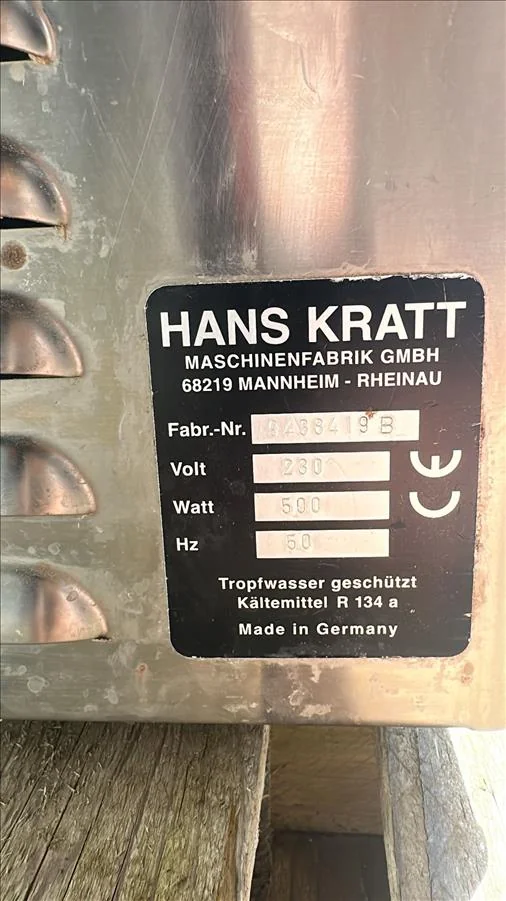 HANS KRATT
MASCHINENFABRIK GMBH
68219 MANNHEIM - RHEINAU
Fabr.-Nr.
Volt 230
Watt 500
Hz 50
CE
Tropfwasser geschützt
Kältemittel R 134 a
Made in Germany